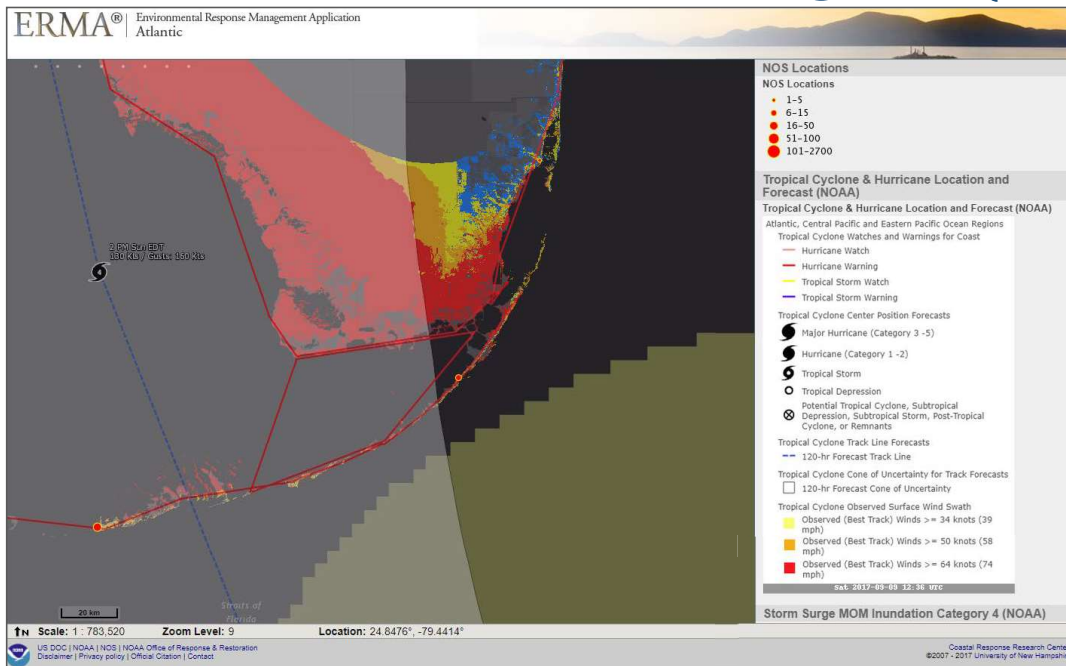 ERMA® Environmental Response Management Application
Atlantic
2 PM Sun EDT
130 Kts / Gusts: 150 Kts
4
20 km
Straits of
Florida
NOS Locations
NOS Locations
1-5
6-15
16-50
51-100
101-2700
Tropical Cyclone & Hurricane Location and
Forecast (NOAA)
Tropical Cyclone & Hurricane Location and Forecast (NOAA)
Atlantic, Central Pacific and Eastern Pacific Ocean Regions
Tropical Cyclone Watches and Warnings for Coast
Hurricane Watch
Hurricane Warning
Tropical Storm Watch
Tropical Storm Warning
Tropical Cyclone Center Position Forecasts
Major Hurricane (Category 3 -5)
Hurricane (Category 1 -2)
Tropical Storm
Tropical Depression
Potential Tropical Cyclone, Subtropical
Depression, Subtropical Storm, Post-Tropical
Cyclone, or Remnants
Tropical Cyclone Track Line Forecasts
120-hr Forecast Track Line
Tropical Cyclone Cone of Uncertainty for Track Forecasts
120-hr Forecast Cone of Uncertainty
Tropical Cyclone Observed Surface Wind Swath
Observed (Best Track) Winds >= 34 knots (39
mph)
Observed (Best Track) Winds >= 50 knots (58
mph)
Observed (Best Track) Winds >= 64 knots (74
mph)
Sat 2017-09-09 12:36 UTC
Storm Surge MOM Inundation Category 4 (NOAA)
N Scale: 1 : 783,520 Zoom Level: 9 Location: 24.8476°, -79.4414°
US DOC | NOAA | NOS | NOAA Office of Response & Restoration
Disclaimer | Privacy policy | Official Citation | Contact
Coastal Response Research Cente
©2007 - 2017 University of New Hampshir